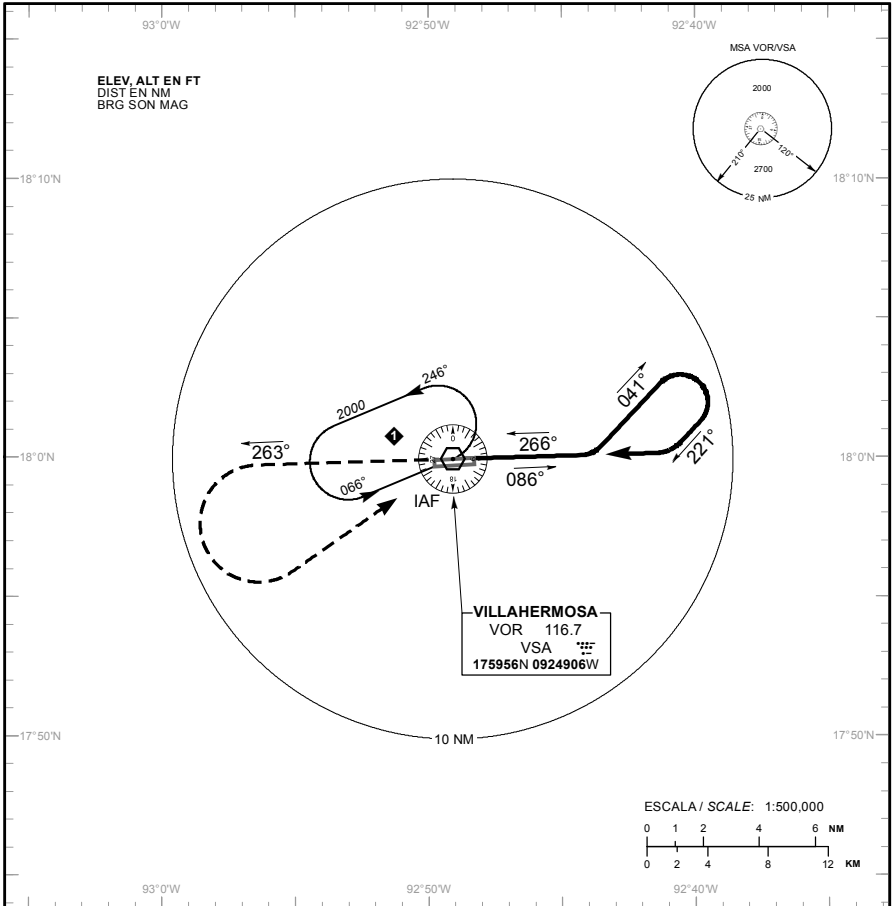 93°0'W 92°50'W 92°40'W
MSA VOR/VSA
2000
210° 120°
2700
25 NM
ELEV, ALT EN FT
DIST EN NM
BRG SON MAG
18°10'N 18°10'N
246°
2000
1
041°
263°
266°
221°
18°0'N 18°0'N
066°
086°
0
18
IAF
VILLAHERMOSA
VOR 116.7
VSA
175956N 0924906W
17°50'N 17°50'N
10 NM
ESCALA / SCALE: 1:500,000
0 1 2 4 6 NM
0 2 4 8 12 KM
93°0'W 92°50'W 92°40'W